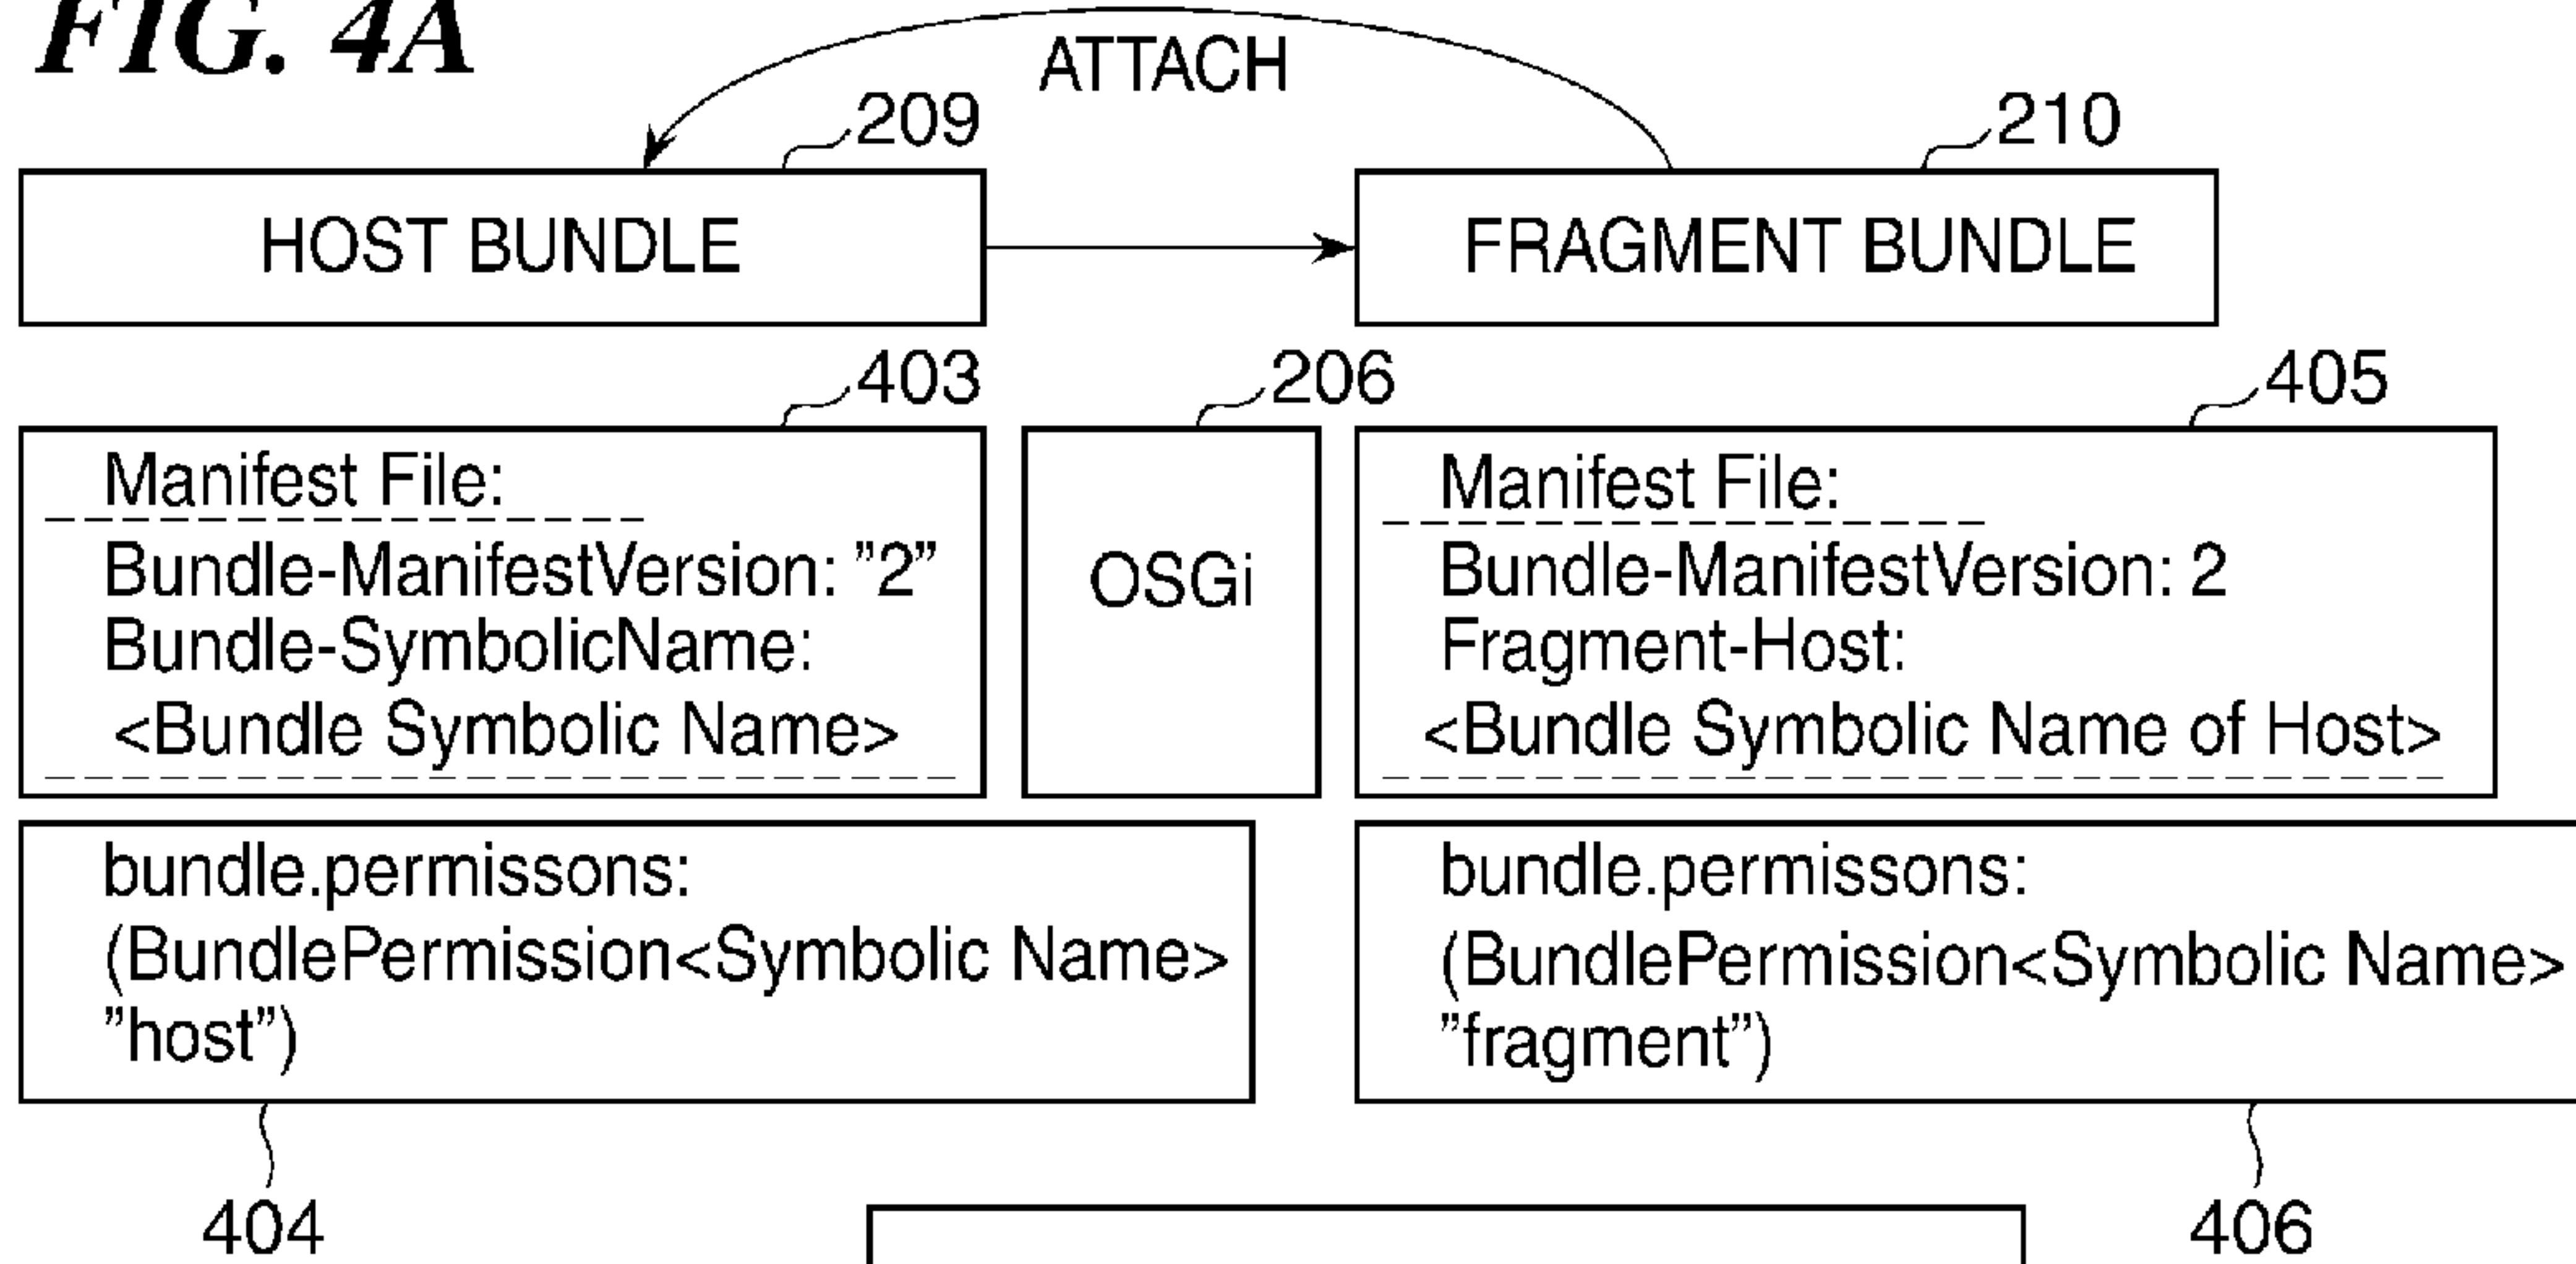 FIG. 4A
ATTACH
209
210
HOST BUNDLE
FRAGMENT BUNDLE
403
206
405
Manifest File:
Bundle-ManifestVersion: ”2”
Bundle-SymbolicName:
<Bundle Symbolic Name>
OSGi
Manifest File:
Bundle-ManifestVersion: 2
Fragment-Host:
<Bundle Symbolic Name of Host>
bundle.permissons:
(BundlePermission<Symbolic Name>
”host”)
bundle.permissons:
(BundlePermission<Symbolic Name>
”fragment”)
404
406